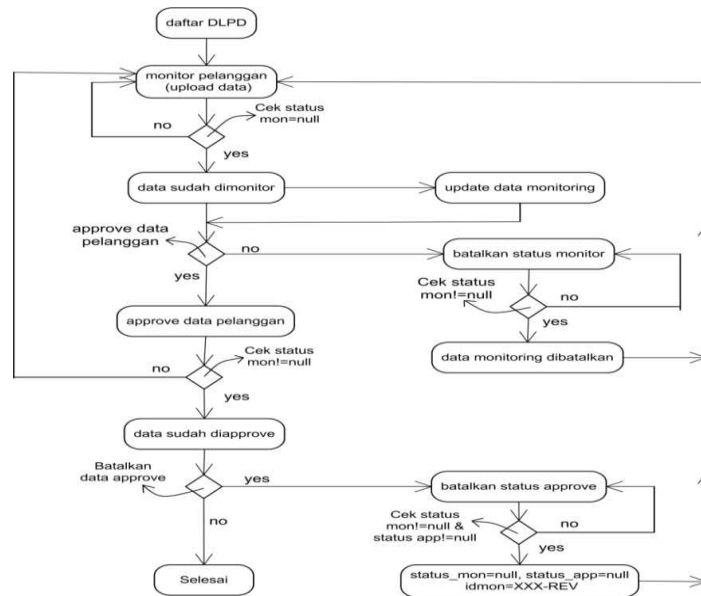 daftar DLPD
monitor pelanggan
(upload data)
Cek status
mon=null
no
yes
data sudah dimonitor
update data monitoring
approve data
pelanggan
no
yes
batalkan status monitor
Cek status
mon!=null
no
yes
approve data pelanggan
data monitoring dibatalkan
Cek status
mon!=null
no
yes
data sudah diapprove
Batalkan
data approve
yes
no
batalkan status approve
Cek status
mon!=null &
status app!=null
no
yes
Selesai
status_mon=null, status_app=null
idmon=XXX-REV